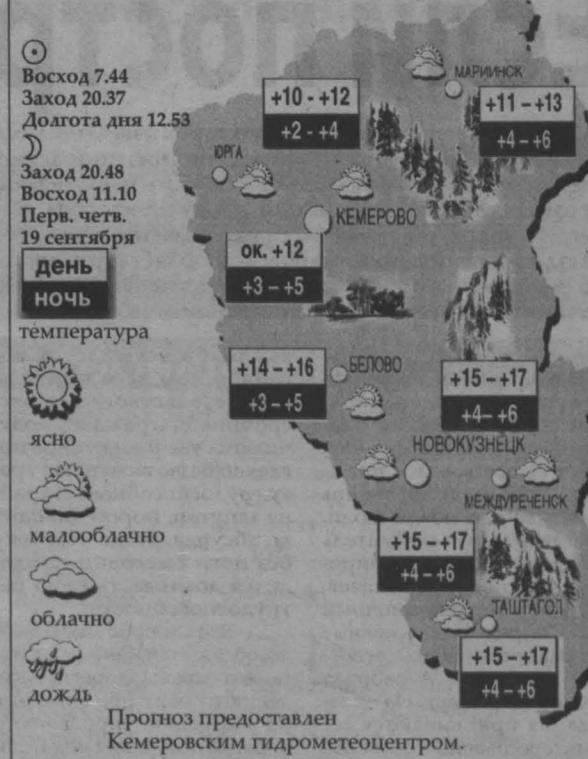 Восход 7.44
Заход 20.37
Долгота дня 12.53
Заход 20.48
Восход 11.10
Перв. четв.
19 сентября
день
ночь
температура
ясно
малооблачно
облачно
дождь
МАРИИНСК
+10 - +12
+2 - +4
+11 – +13
+4 – +6
ЮРГА
КЕМЕРОВО
ок. +12
+3 – +5
+14 – +16
+3 – +5
БЕЛОВО
+15 – +17
+4– +6
НОВОКУЗНЕЦК
МЕЖДУРЕЧЕНСК
+15 – +17
+4 – +6
ТАШТАГОЛ
+15 – +17
+4 – +6
Прогноз предоставлен
Кемеровским гидрометеоцентром.